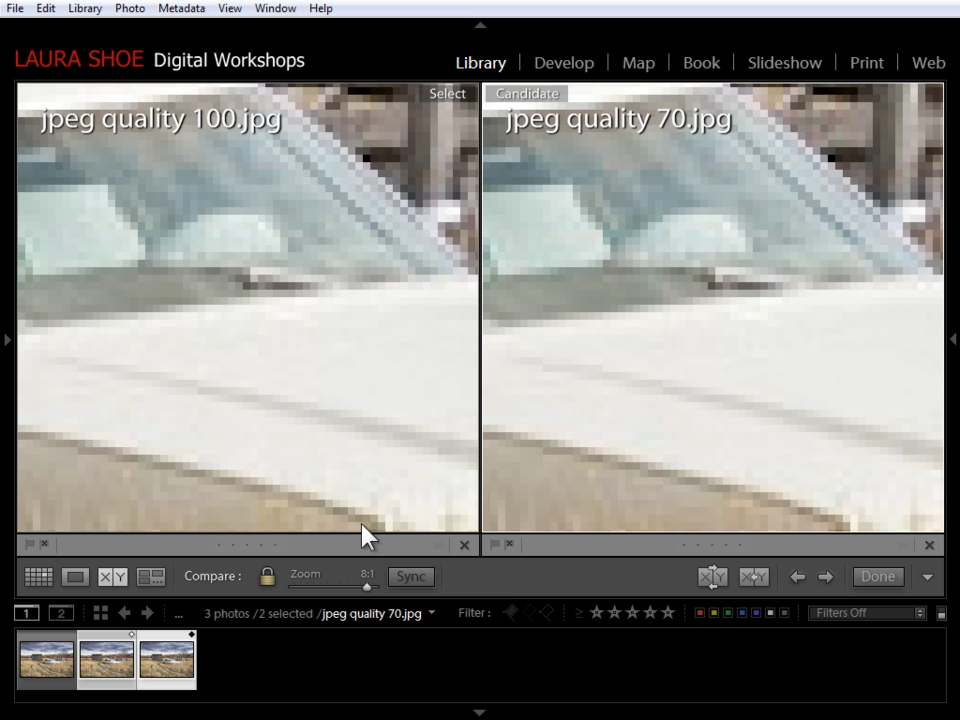 File Edit Library Photo Metadata View Window Help
LAURA SHOE Digital Workshops
Library Develop Map Book Slideshow Print Web
Select
Candidate
jpeg quality 100.jpg
jpeg quality 70.jpg
X Y
Compare :
Zoom 8:1
Sync
Done
1 2
... 3 photos /2 selected /jpeg quality 70.jpg
Filter :
Filters Off